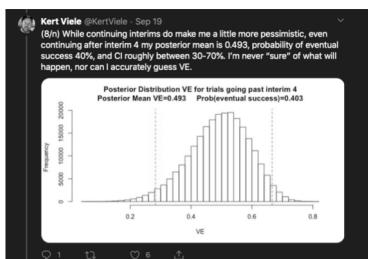 Kert Viele @KertViele · Sep 19
(8/n) While continuing interims do make me a little more pessimistic, even
continuing after interim 4 my posterior mean is 0.493, probability of eventual
success 40%, and CI roughly between 30-70%. I'm never "sure" of what will
happen, nor can I accurately guess VE.
Posterior Distribution VE for trials going past interim 4
Posterior Mean VE=0.493 Prob(eventual success)=0.403
Frequency
20000
15000
10000
5000
0
0.2 0.4 0.6 0.8
VE
1 6